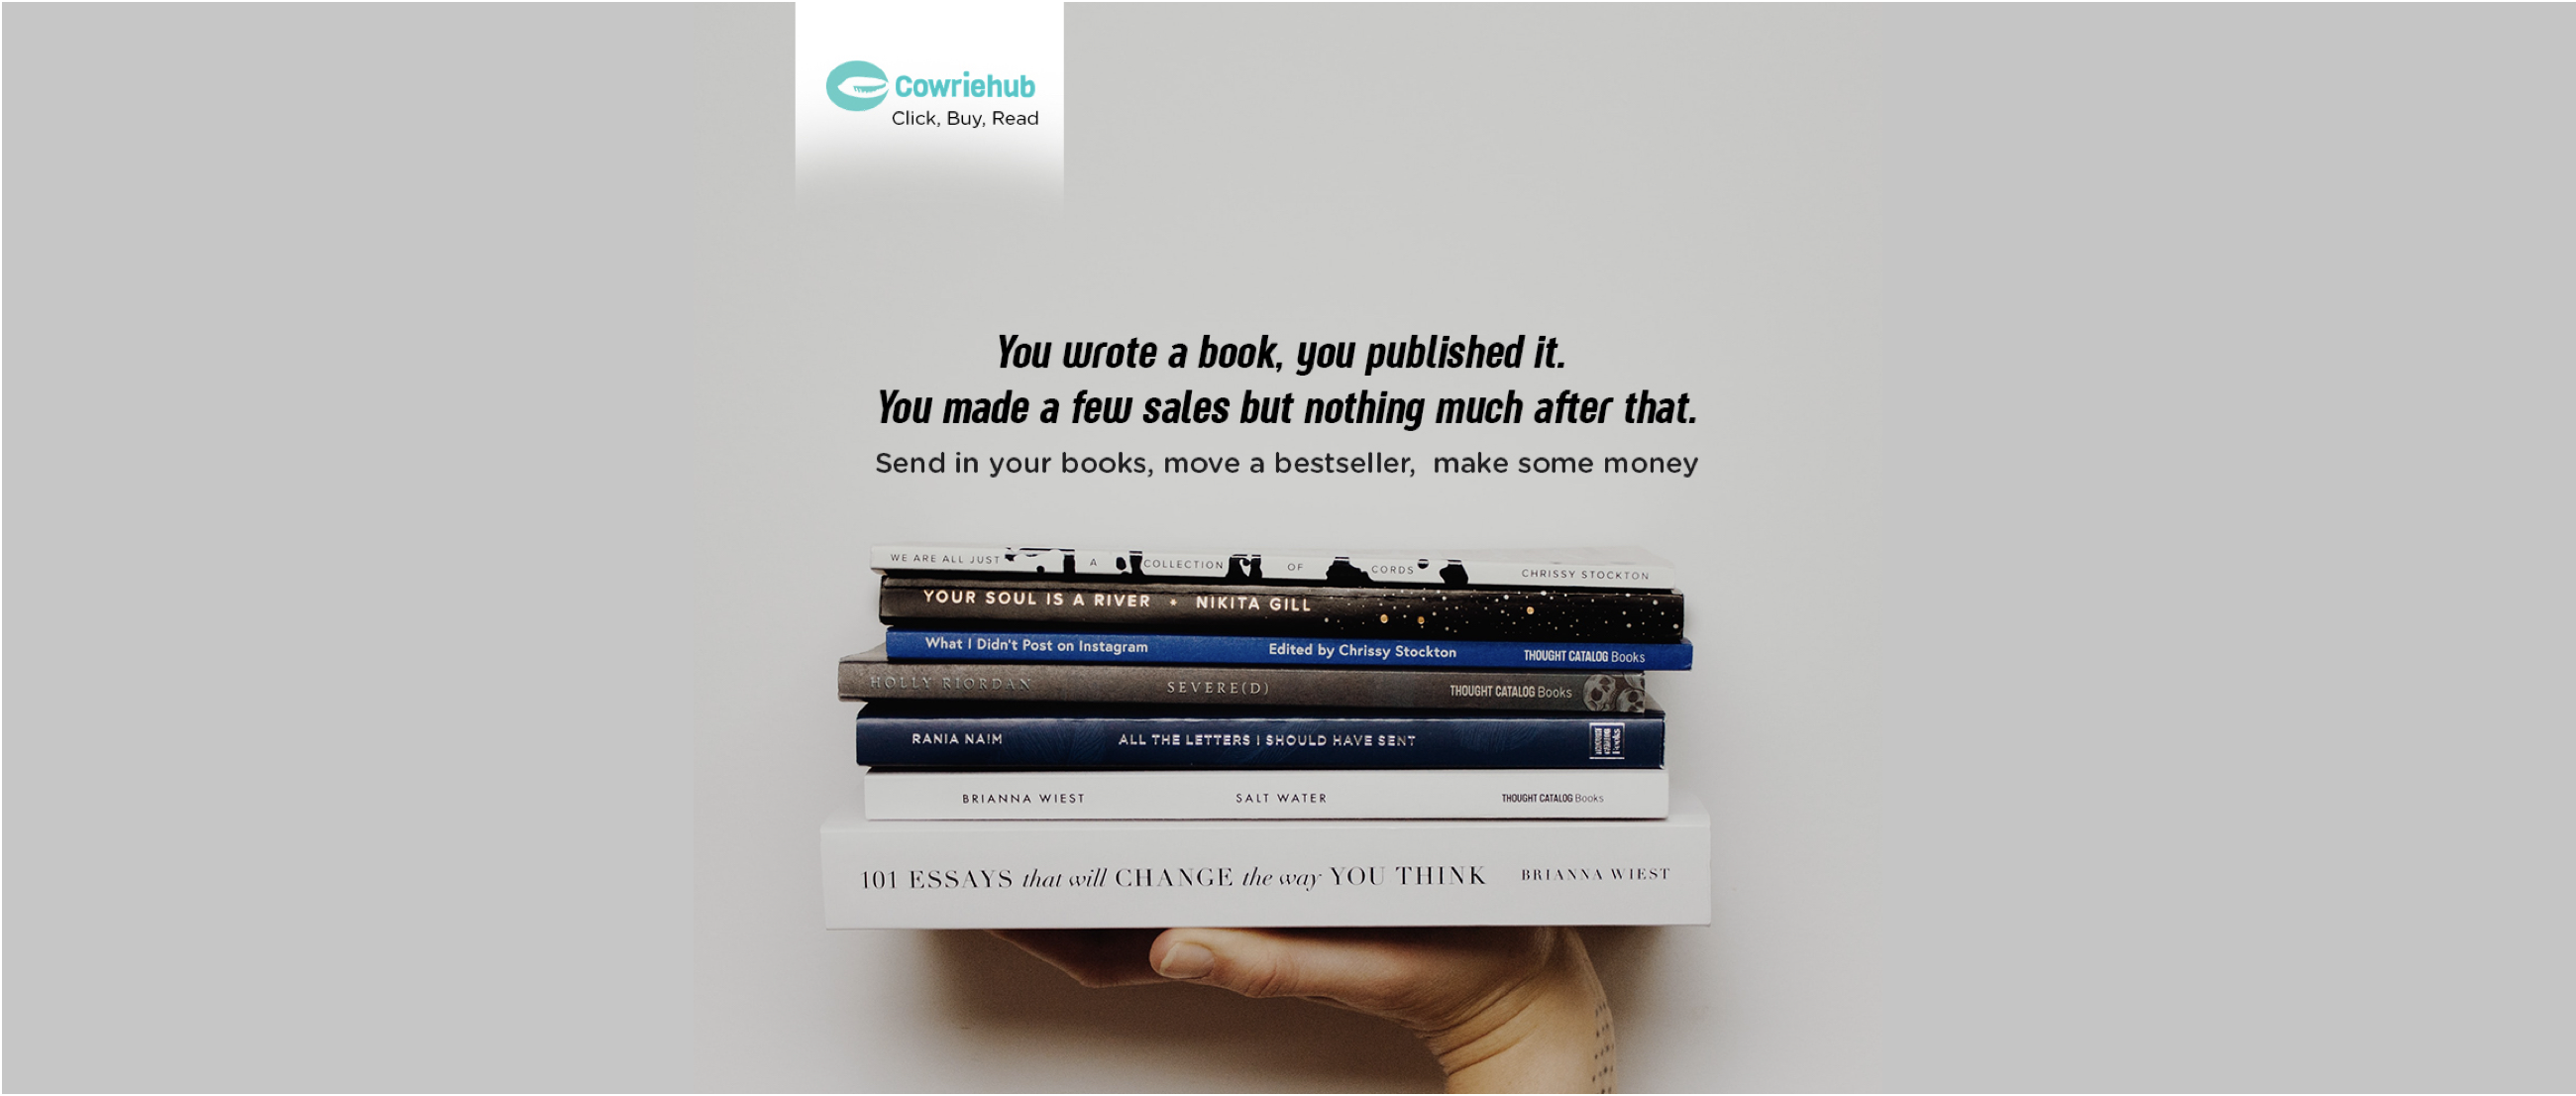 Cowriehub
Click, Buy, Read
You wrote a book, you published it.
You made a few sales but nothing much after that.
Send in your books, move a bestseller, make some money
WE ARE ALL JUST A COLLECTION OF CORDS CHRISSY STOCKTON
YOUR SOUL IS A RIVER • NIKITA GILL
What I Didn't Post on Instagram Edited by Chrissy Stockton THOUGHT CATALOG Books
HOLLY RIORDAN SEVERE(D) THOUGHT CATALOG Books
RANIA NAIM ALL THE LETTERS I SHOULD HAVE SENT
BRIANNA WIEST SALT WATER THOUGHT CATALOG Books
101 ESSAYS that will CHANGE the way YOU THINK BRIANNA WIEST